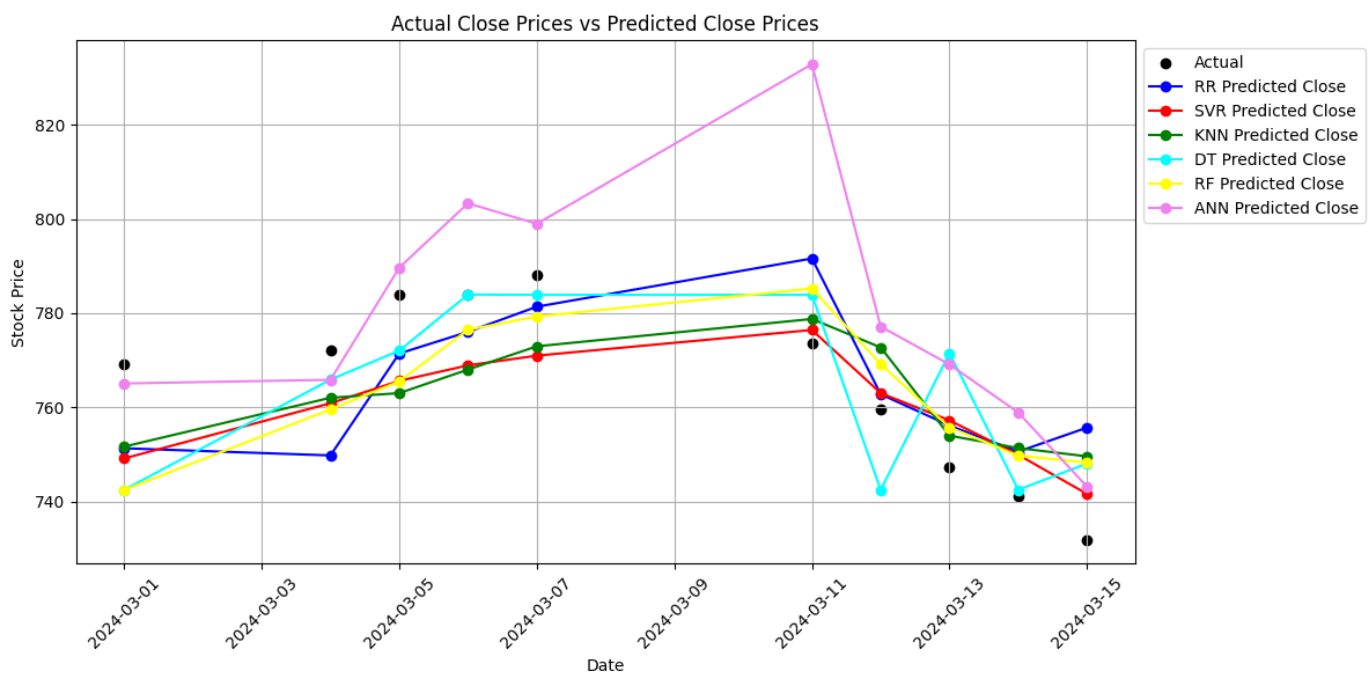 Actual Close Prices vs Predicted Close Prices
Actual
RR Predicted Close
SVR Predicted Close
KNN Predicted Close
DT Predicted Close
RF Predicted Close
ANN Predicted Close
Stock Price
820
800
780
760
740
2024-03-01
2024-03-03
2024-03-05
2024-03-07
2024-03-09
2024-03-11
2024-03-13
2024-03-15
Date